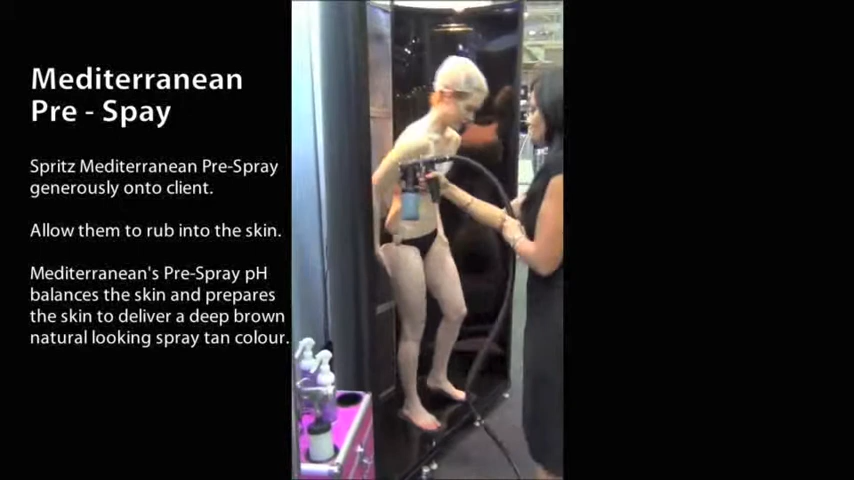 Mediterranean
Pre - Spay
Spritz Mediterranean Pre-Spray
generously onto client.
Allow them to rub into the skin.
Mediterranean's Pre-Spray pH
balances the skin and prepares
the skin to deliver a deep brown
natural looking spray tan colour.